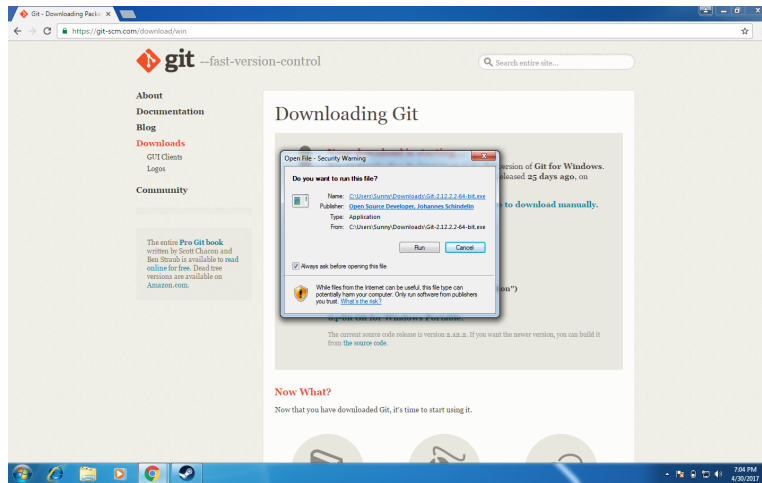 Git - Downloading Packa
https://git-scm.com/download/win
git --fast-version-control
Search entire site...
About
Documentation
Blog
Downloads
GUI Clients
Logos
Community
The entire Pro Git book
written by Scott Chacon and
Ben Straub is available to read
online for free. Dead tree
versions are available on
Amazon.com.
Downloading Git
version of Git for Windows.
released 25 days ago, on
to download manually.
Open File - Security Warning
Do you want to run this file?
Name: C:\Users\Sunny\Downloads\Git-2.12.2.2-64-bit.exe
Publisher: Open Source Developer, Johannes Schindelin
Type: Application
From: C:\Users\Sunny\Downloads\Git-2.12.2.2-64-bit.exe
Run
Cancel
Always ask before opening this file
While files from the Internet can be useful, this file type can
potentially harm your computer. Only run software from publishers
you trust. What's the risk?
on")
64-bit Git for Windows Portable.
The current source code release is version 2.12.2. If you want the newer version, you can build it
from the source code.
Now What?
Now that you have downloaded Git, it's time to start using it.
7:04 PM
4/30/2017